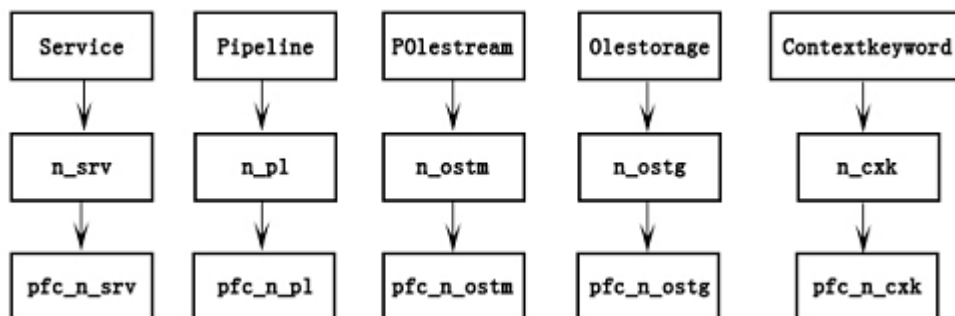 Service Pipeline POlestream Olestorage Contextkeyword
n_srv n_pl n_ostm n_ostg n_cxk
pfc_n_srv pfc_n_pl pfc_n_ostm pfc_n_ostg pfc_n_cxk